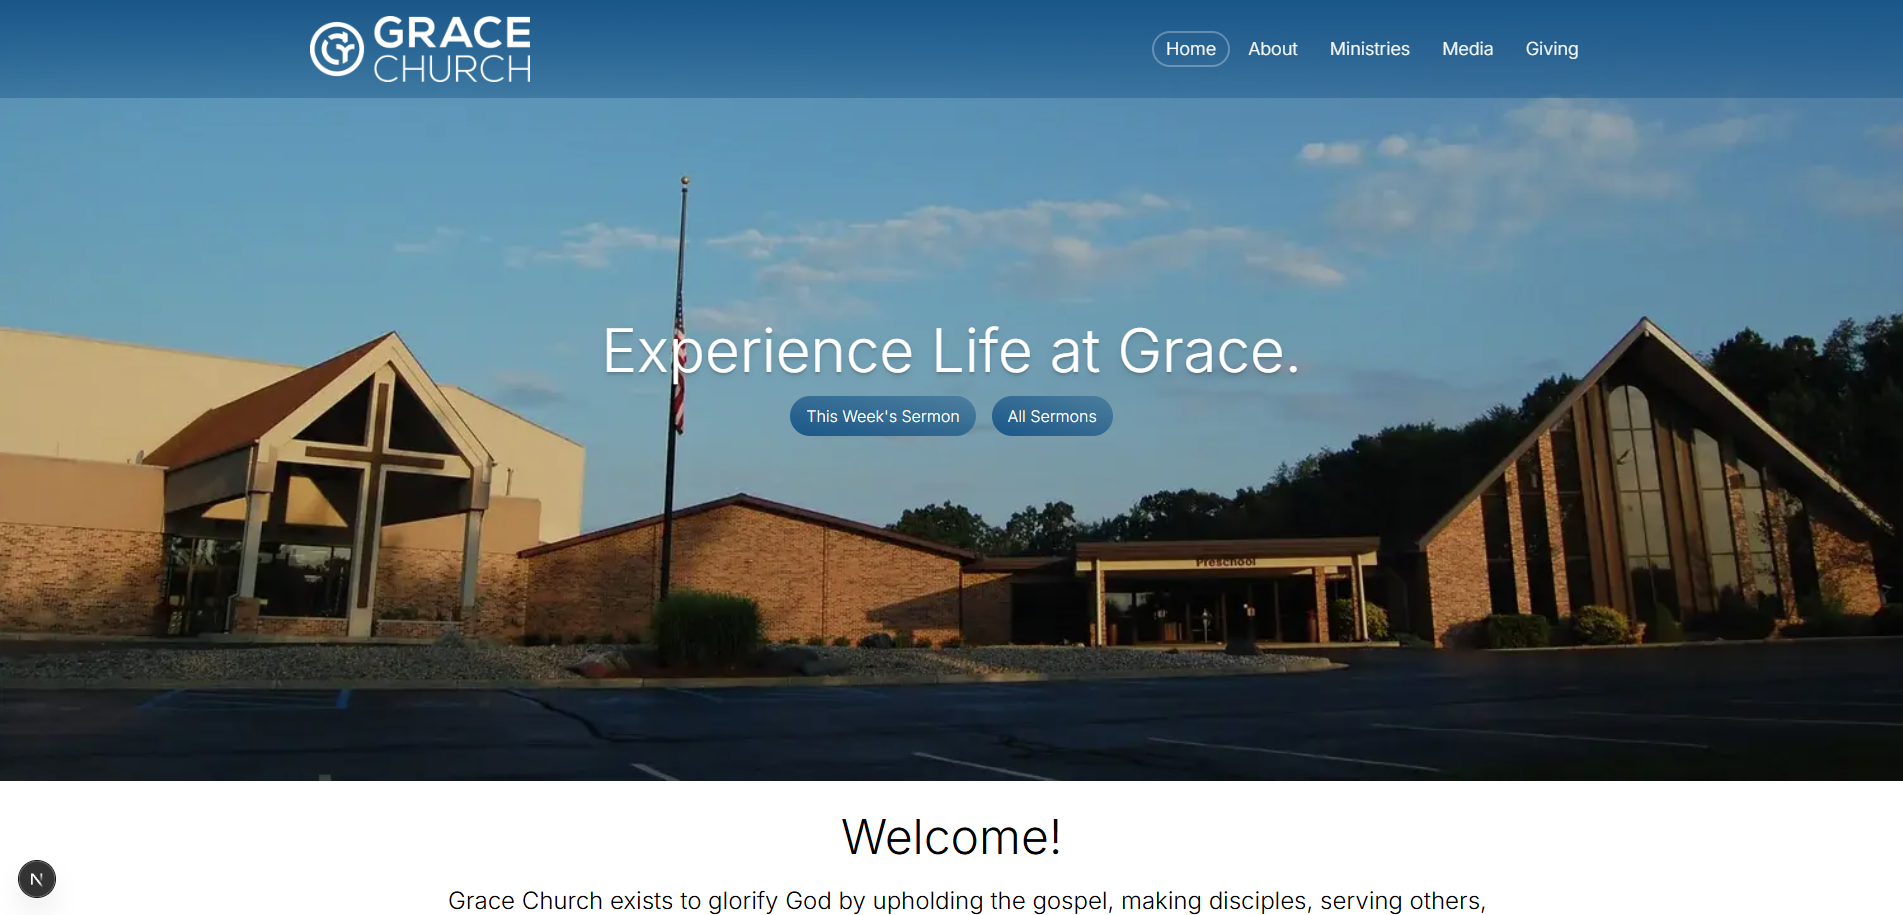 GRACE
CHURCH
Home About Ministries Media Giving
Experience Life at Grace.
This Week's Sermon All Sermons
Preschool
Welcome!
N
Grace Church exists to glorify God by upholding the gospel, making disciples, serving others,